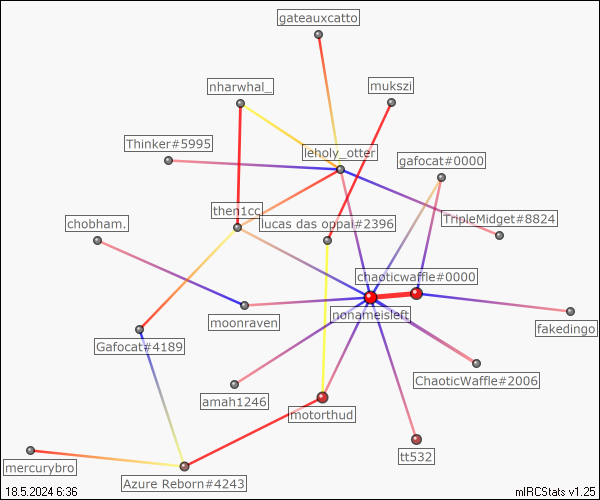 gateauxcatto
mukszi
nharwhal_
Thinker#5995
leholy_otter
gafocat#0000
then1cc
chobham.
lucas das oppai#2396
TripleMidget#8824
chaoticwaffle#0000
moonraven
nonameisleft
fakedingo
Gafocat#4189
ChaoticWaffle#2006
amah1246
motorthud
tt532
mercurybro
Azure Reborn#4243
18.5.2024 6:36
mIRCStats v1.25